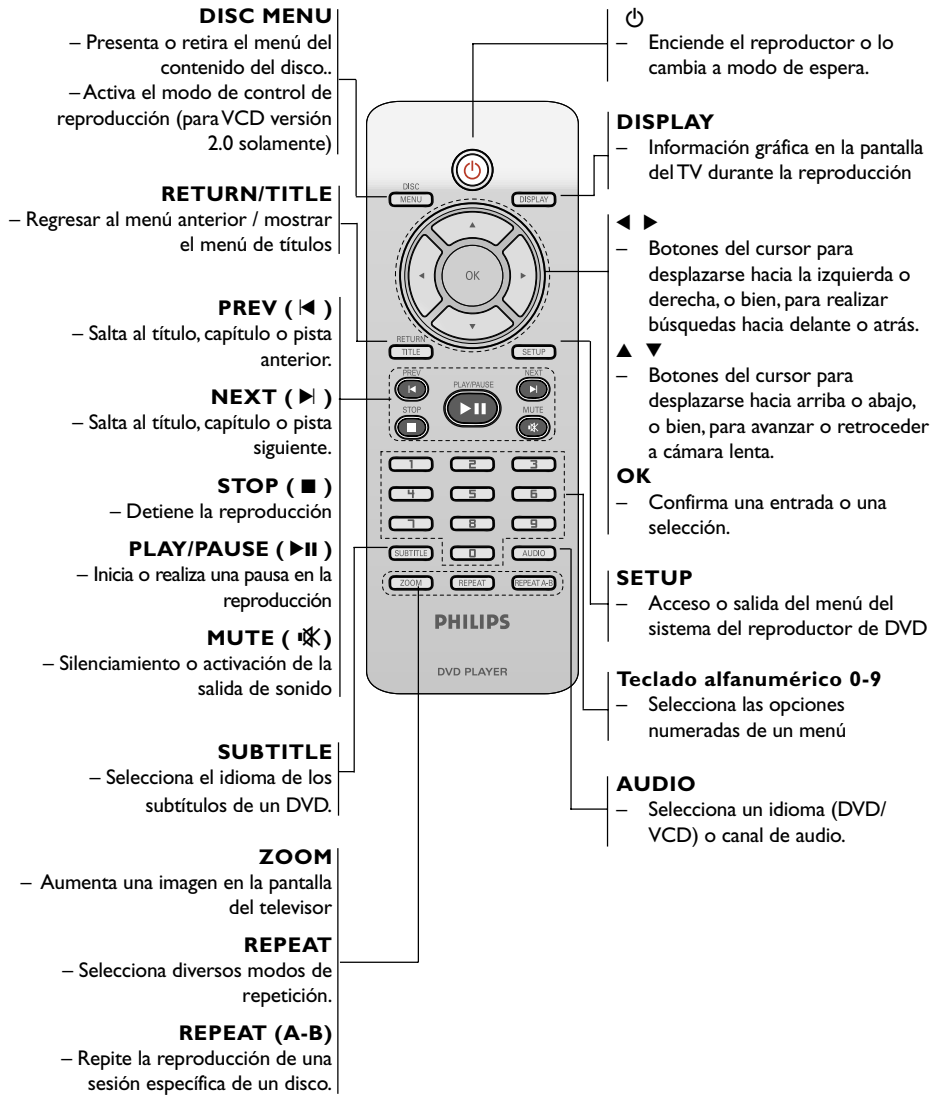 DISC MENU
– Presenta o retira el menú del
contenido del disco..
– Activa el modo de control de
reproducción (para VCD versión
2.0 solamente)
RETURN/TITLE
– Regresar al menú anterior / mostrar
el menú de títulos
PREV ( |◀ )
– Salta al título, capítulo o pista
anterior.
NEXT ( ▶| )
– Salta al título, capítulo o pista
siguiente.
STOP ( ■ )
– Detiene la reproducción
PLAY/PAUSE ( ▶II )
– Inicia o realiza una pausa en la
reproducción
MUTE ( 🔇 )
– Silenciamiento o activación de la
salida de sonido
SUBTITLE
– Selecciona el idioma de los
subtítulos de un DVD.
ZOOM
– Aumenta una imagen en la pantalla
del televisor
REPEAT
– Selecciona diversos modos de
repetición.
REPEAT (A-B)
– Repite la reproducción de una
sesión específica de un disco.
DISC
MENU
DISPLAY
OK
RETURN
TITLE
SETUP
PREV
PLAY/PAUSE
NEXT
STOP
MUTE
1 2 3
4 5 6
7 8 9
SUBTITLE 0 AUDIO
ZOOM REPEAT REPEAT A-B
PHILIPS
DVD PLAYER
⏻
– Enciende el reproductor o lo
cambia a modo de espera.
DISPLAY
– Información gráfica en la pantalla
del TV durante la reproducción
◀ ▶
– Botones del cursor para
desplazarse hacia la izquierda o
derecha, o bien, para realizar
búsquedas hacia delante o atrás.
▲ ▼
– Botones del cursor para
desplazarse hacia arriba o abajo,
o bien, para avanzar o retroceder
a cámara lenta.
OK
– Confirma una entrada o una
selección.
SETUP
– Acceso o salida del menú del
sistema del reproductor de DVD
Teclado alfanumérico 0-9
– Selecciona las opciones
numeradas de un menú
AUDIO
– Selecciona un idioma (DVD/
VCD) o canal de audio.